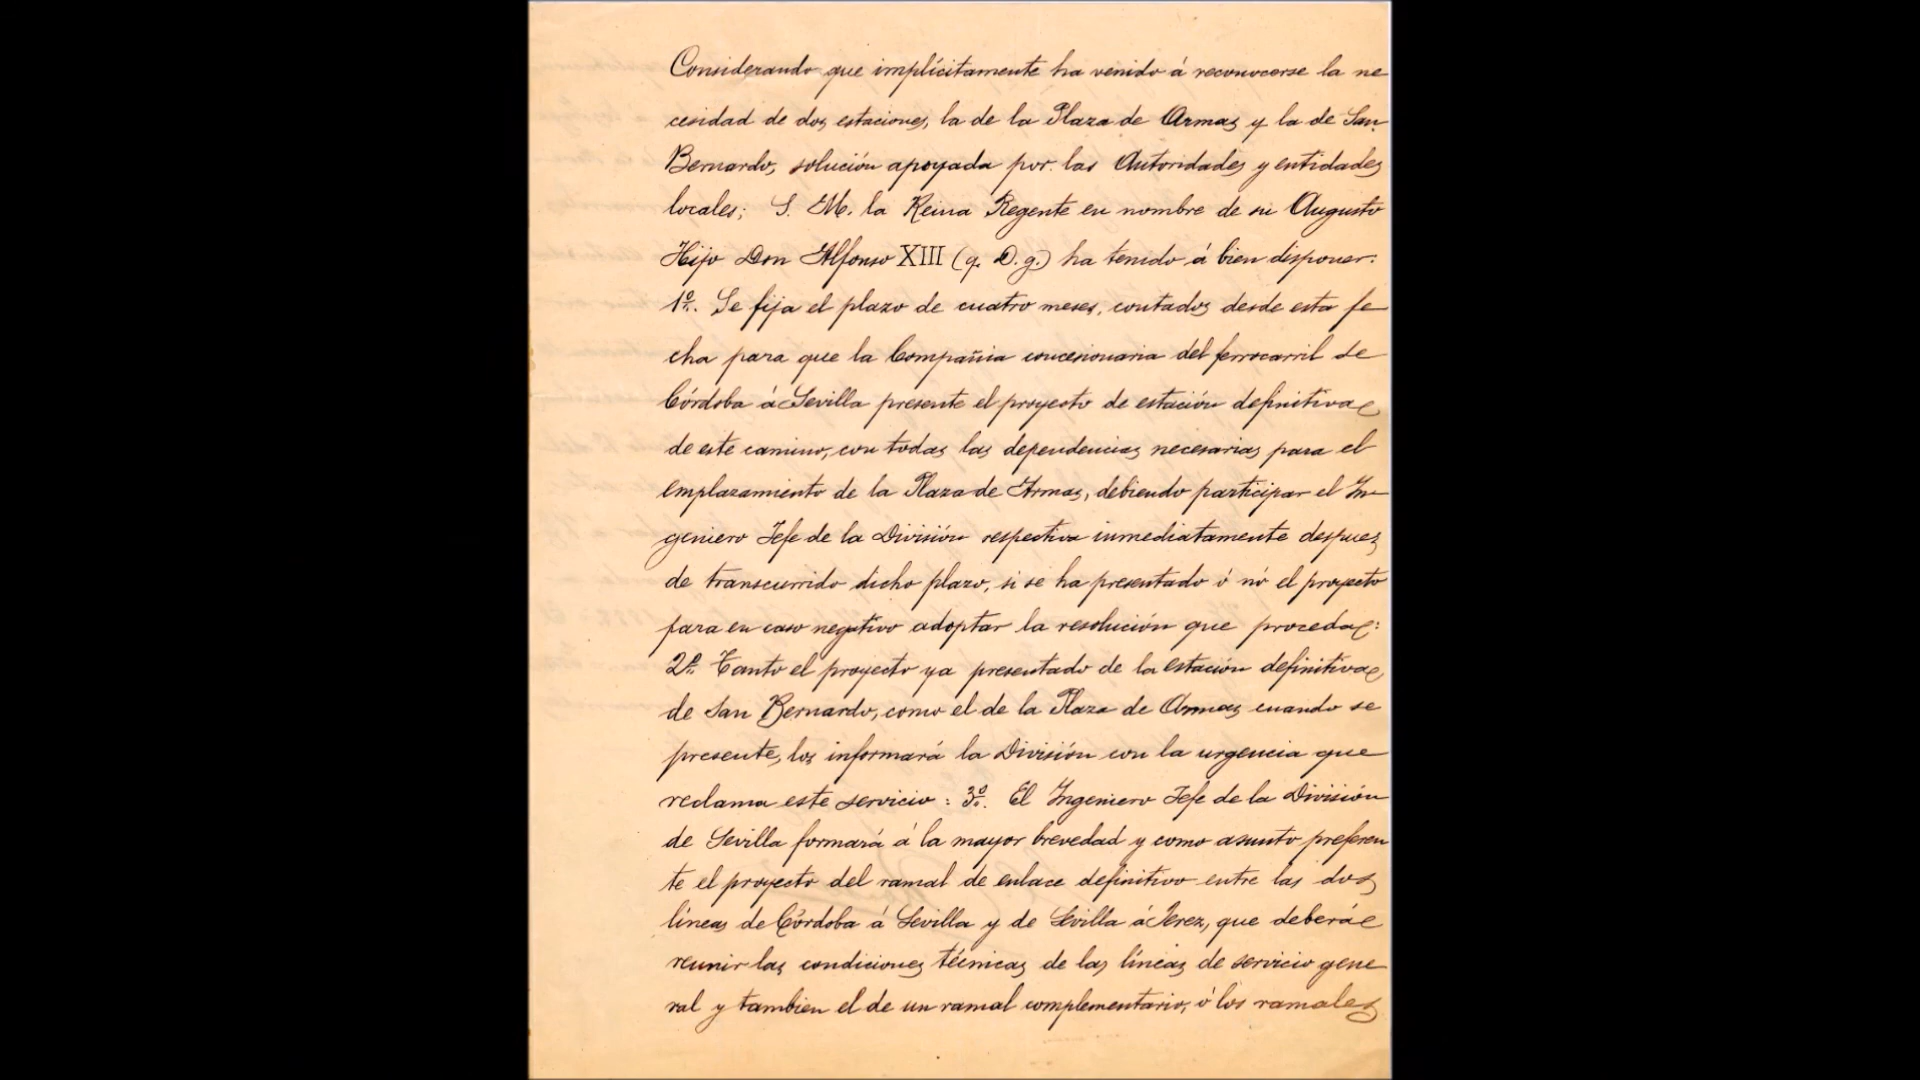 Considerando que implícitamente ha venido á reconocerse la ne
cesidad de dos estaciones, la de la Plaza de Armas y la de San
Bernardo, solución apoyada por las Autoridades y entidades
locales; S. M. la Reina Regente en nombre de su Augusto
Hijo Don Alfonso XIII (q. D. g.) ha tenido á bien disponer:
1º. Se fija el plazo de cuatro meses, contados desde esta fe
cha para que la Compañia concesionaria del ferrocarril de
Córdoba á Sevilla presente el proyecto de estación definitiva
de este camino, con todas las dependencias necesarias para el
emplazamiento de la Plaza de Armas, debiendo participar el In-
geniero Jefe de la División respectiva inmediatamente despues
de transcurrido dicho plazo, si se ha presentado ó nó el proyecto
para en caso negativo adoptar la resolución que proceda:
2º. Tanto el proyecto ya presentado de la estación definitiva
de San Bernardo, como el de la Plaza de Armas cuando se
presente, los informará la División con la urgencia que
reclama este servicio: 3º. El Ingeniero Jefe de la División
de Sevilla formará á la mayor brevedad y como asunto preferen
te el proyecto del ramal de enlace definitivo entre las dos
líneas de Córdoba á Sevilla y de Sevilla á Jerez, que deberá
reunir las condiciones técnicas de las líneas de servicio gene
ral y tambien el de un ramal complementario, ó los ramales